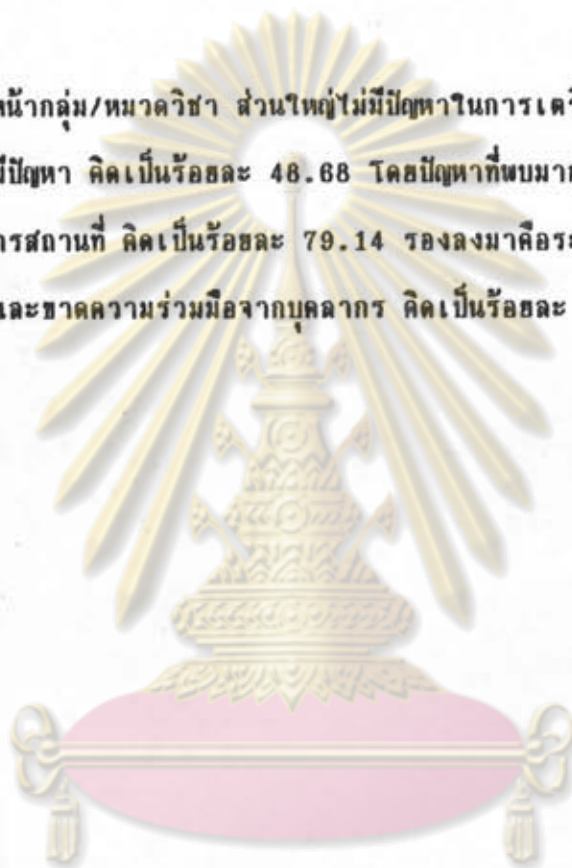 หน้ากลุ่ม/หมวดวิชา ส่วนใหญ่ไม่มีปัญหาในการเตรี
มีปัญหา คิดเป็นร้อยละ 48.68 โดยปัญหาที่พบมา
ารสถานที่ คิดเป็นร้อยละ 79.14 รองลงมาคือระ
และขาดความร่วมมือจากบุคลากร คิดเป็นร้อยละ